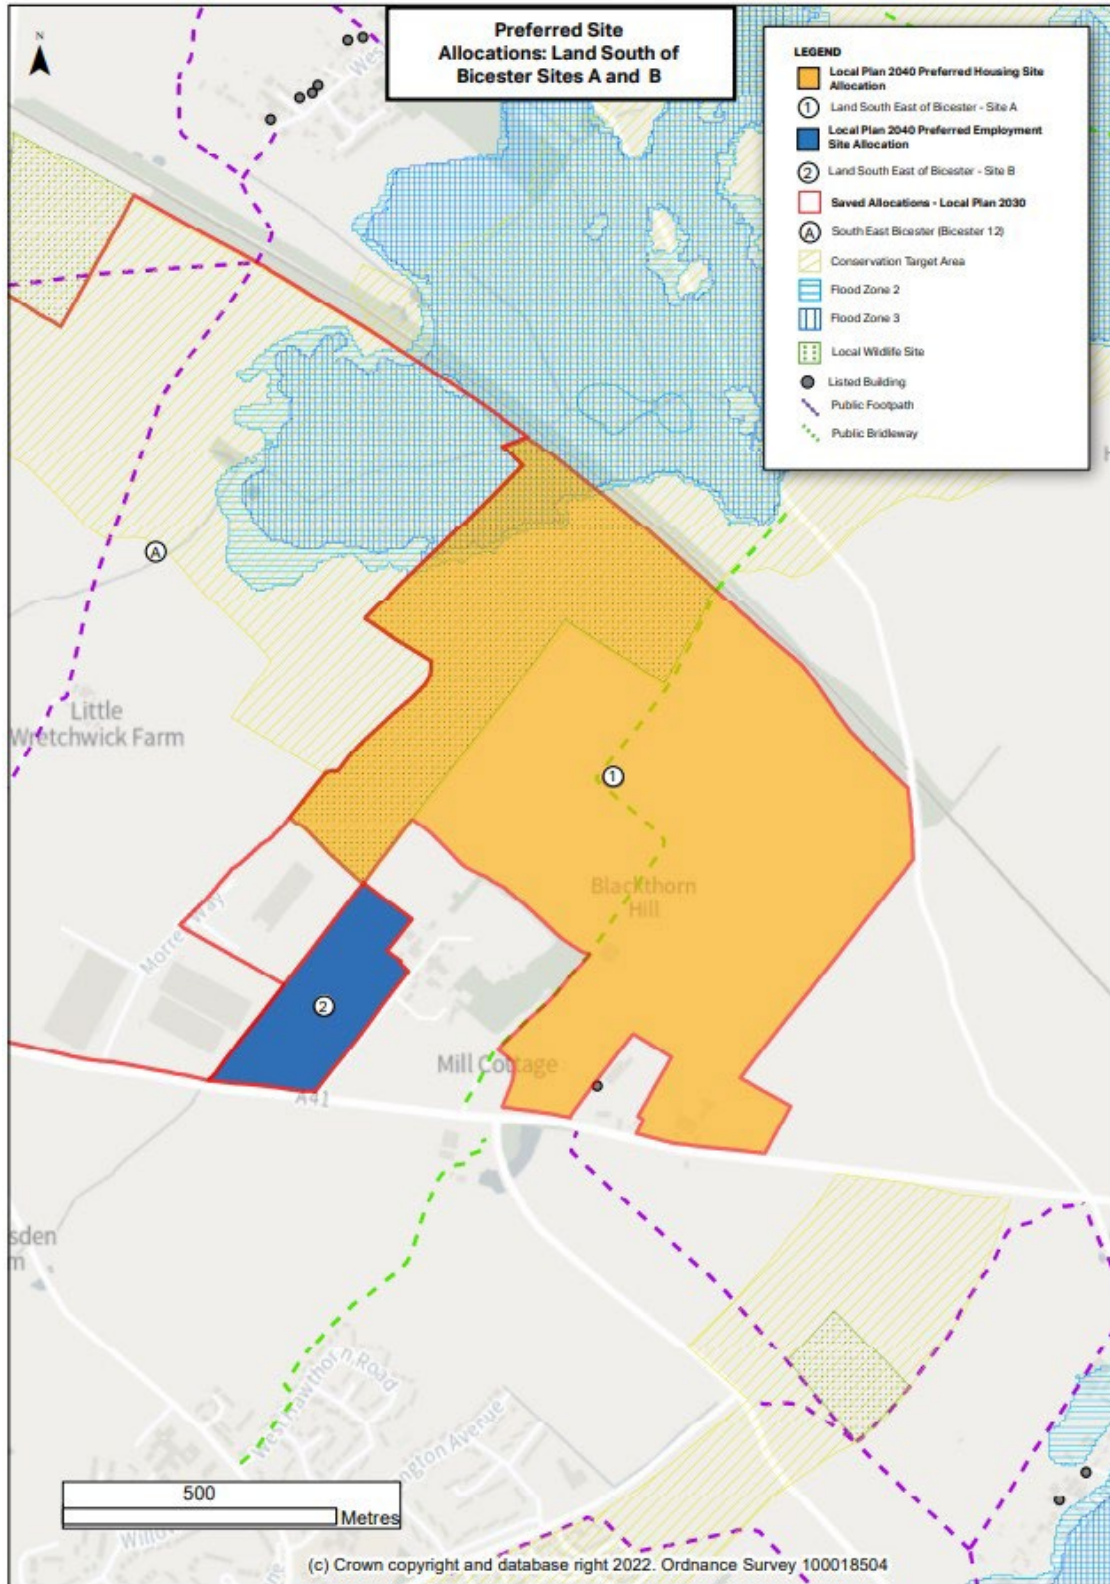 N
Preferred Site
Allocations: Land South of
Bicester Sites A and B
LEGEND
Local Plan 2040 Preferred Housing Site
Allocation
1 Land South East of Bicester - Site A
Local Plan 2040 Preferred Employment
Site Allocation
2 Land South East of Bicester - Site B
Saved Allocations - Local Plan 2030
A South East Bicester (Bicester 12)
Conservation Target Area
Flood Zone 2
Flood Zone 3
Local Wildlife Site
Listed Building
Public Footpath
Public Bridleway
A
Little
Wretchwick Farm
1
Blackthorn
Hill
2
Mill Cottage
A41
sden
m
West Hawthorn Road
ngton Avenue
500
Metres
(c) Crown copyright and database right 2022. Ordnance Survey 100018504